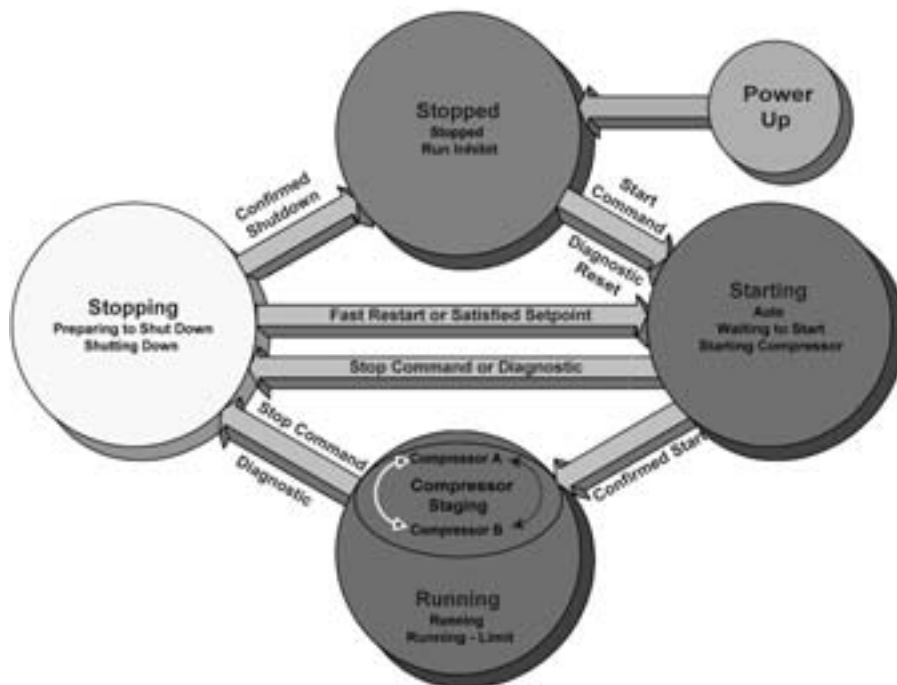 Stopped
Stopped
Run Inhibit
Power
Up
Confirmed
Shutdown
Start
Command
Diagnostic
Reset
Stopping
Preparing to Shut Down
Shutting Down
Fast Restart or Satisfied Setpoint
Stop Command or Diagnostic
Starting
Auto
Waiting to Start
Starting Compressor
Stop Command
Diagnostic
Confirmed Start
Compressor A
Compressor
Staging
Compressor B
Running
Running
Running - Limit